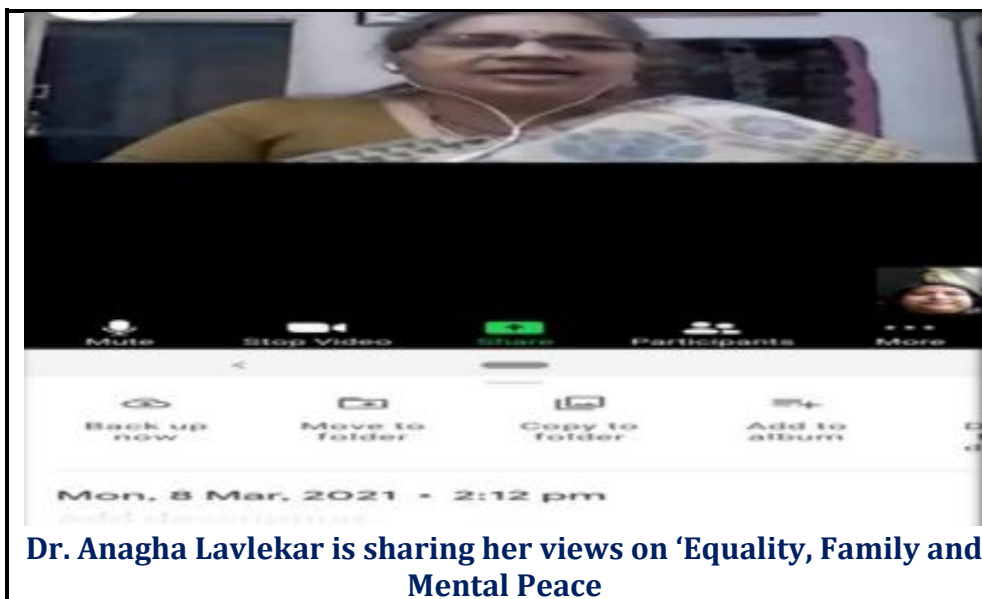 Mute Stop Video Share Participants More
<
Back up now Move to folder Copy to folder Add to album
Mon, 8 Mar, 2021 • 2:12 pm
Add description...
Dr. Anagha Lavlekar is sharing her views on ‘Equality, Family and
Mental Peace